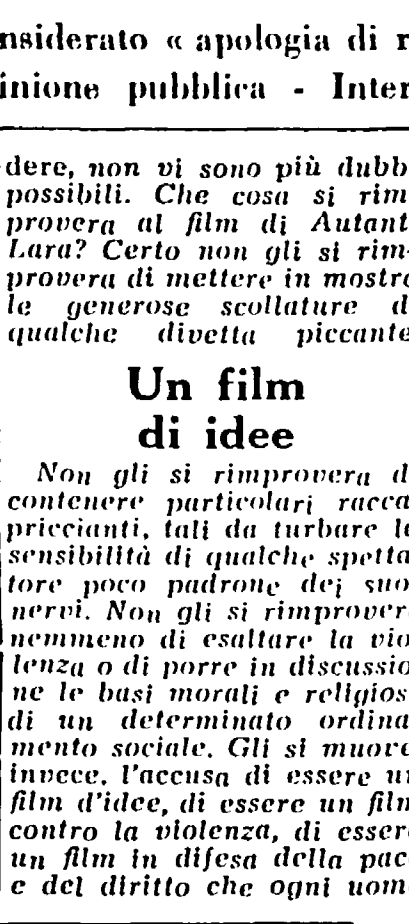 nsiderato « apologia di r
inione pubblica - Inter
dere, non vi sono più dubb
possibili. Che cosa si rim
provera al film di Autant
Lara? Certo non gli si rim-
provera di mettere in mostra
le generose scollature d
qualche divetta piccante
Un film
di idee
Non gli si rimprovera d
contenere particolari racca
priccianti, tali da turbare le
sensibilità di qualche spetta
tore poco padrone dei suo
nervi. Non gli si rimprover
nemmeno di esaltare la vio
lenza o di porre in discussio
ne le basi morali e religios
di un determinato ordina
mento sociale. Gli si muove
invece, l'accusa di essere un
film d'idee, di essere un film
contro la violenza, di esser
un film in difesa della pac
e del diritto che ogni uom